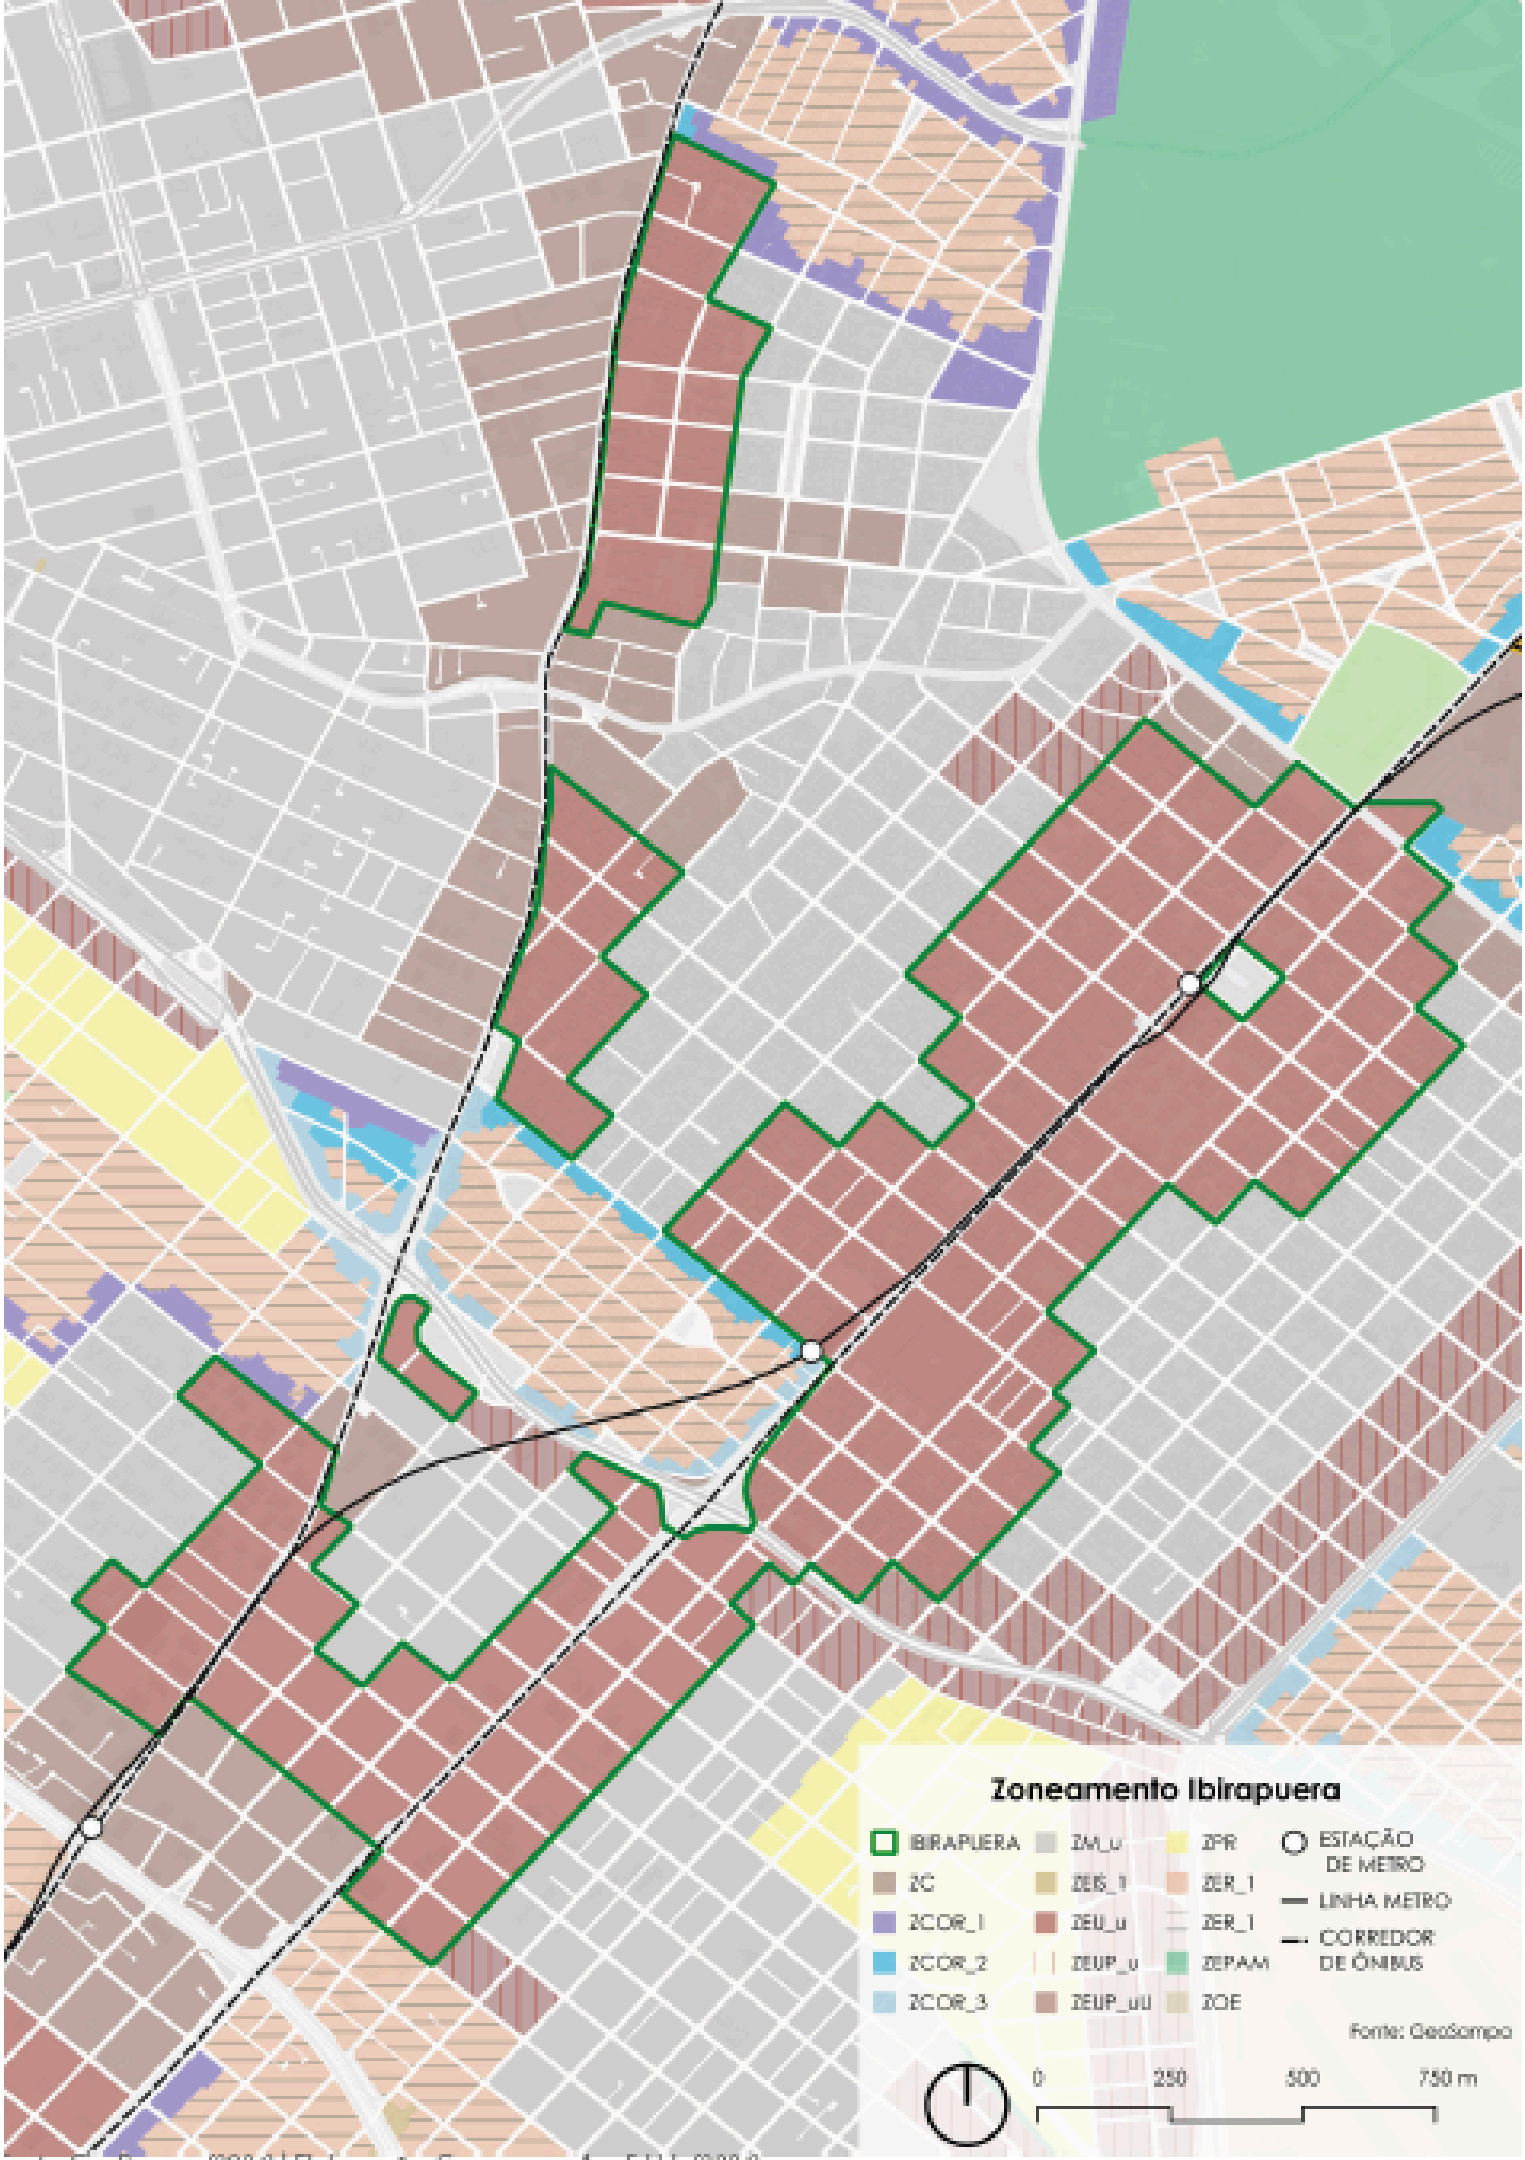 Zoneamento Ibirapuera
IBIRAPUERA
ZC
ZCOR_1
ZCOR_2
ZCOR_3
ZM_u
ZEIS_1
ZEU_u
ZEUP_u
ZEUP_uU
ZPR
ZER_1
ZER_1
ZEPAM
ZOE
ESTAÇÃO
DE METRO
LINHA METRO
CORREDOR
DE ÔNIBUS
Fonte: GeoSampa
0 250 500 750 m